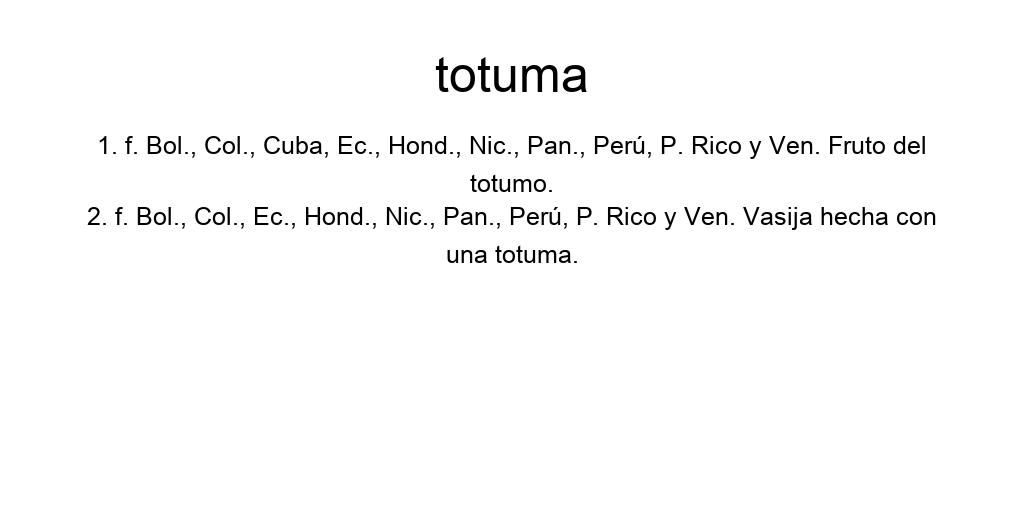 totuma
1. f. Bol., Col., Cuba, Ec., Hond., Nic., Pan., Perú, P. Rico y Ven. Fruto del
totumo.
2. f. Bol., Col., Ec., Hond., Nic., Pan., Perú, P. Rico y Ven. Vasija hecha con
una totuma.